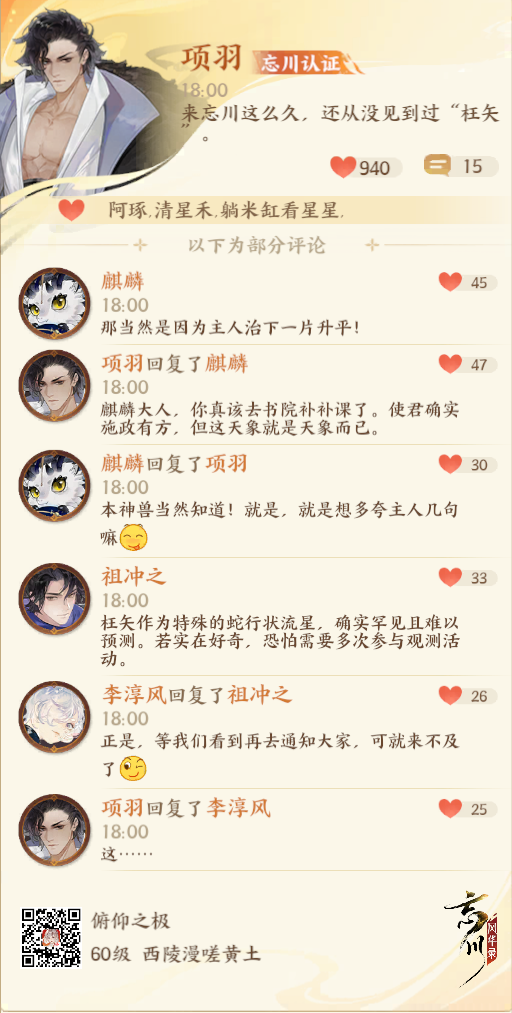 项羽 忘川认证
18:00
来忘川这么久，还从没见到过“枉矢
”。
940 15
阿琢,清星禾,躺米缸看星星,
以下为部分评论
麒麟 45
18:00
那当然是因为主人治下一片升平！
项羽回复了麒麟 47
18:00
麒麟大人，你真该去书院补补课了。使君确实
施政有方，但这天象就是天象而已。
麒麟回复了项羽 30
18:00
本神兽当然知道！就是，就是想多夸主人几句
嘛
祖冲之 33
18:00
枉矢作为特殊的蛇行状流星，确实罕见且难以
预测。若实在好奇，恐怕需要多次参与观测活
动。
李淳风回复了祖冲之 26
18:00
正是，等我们看到再去通知大家，可就来不及
了
项羽回复了李淳风 25
18:00
这……
俯仰之极
60级 西陵漫嗟黄土
忘川
风华录